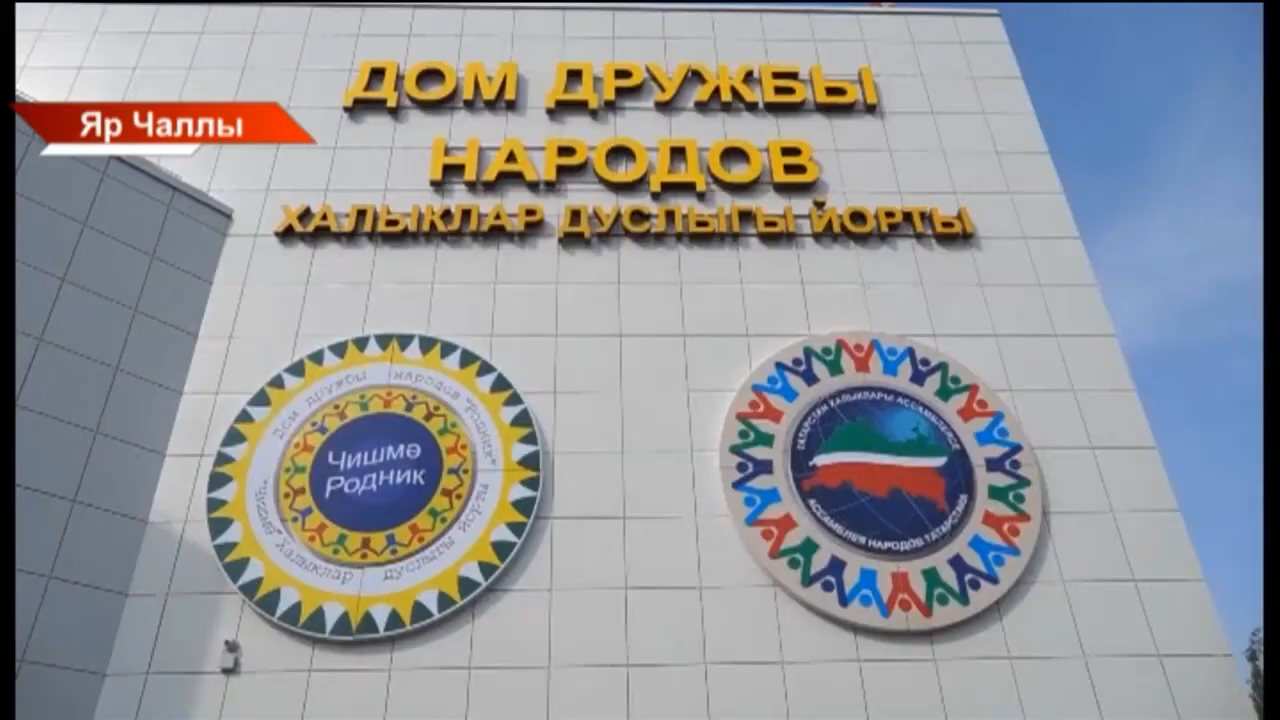 ДОМ ДРУЖБЫ
НАРОДОВ
ХАЛЫКЛАР ДУСЛЫГЫ ЙОРТЫ
Яр Чаллы
Дом дружбы народов "Родник"
Чишмә
Родник
"Чишмә" Халыклар дуслыгы йорты
ТАТАРСТАН ХАЛЫКЛАРЫ АССАМБЛЕЯСЕ
АССАМБЛЕЯ НАРОДОВ ТАТАРСТАНА